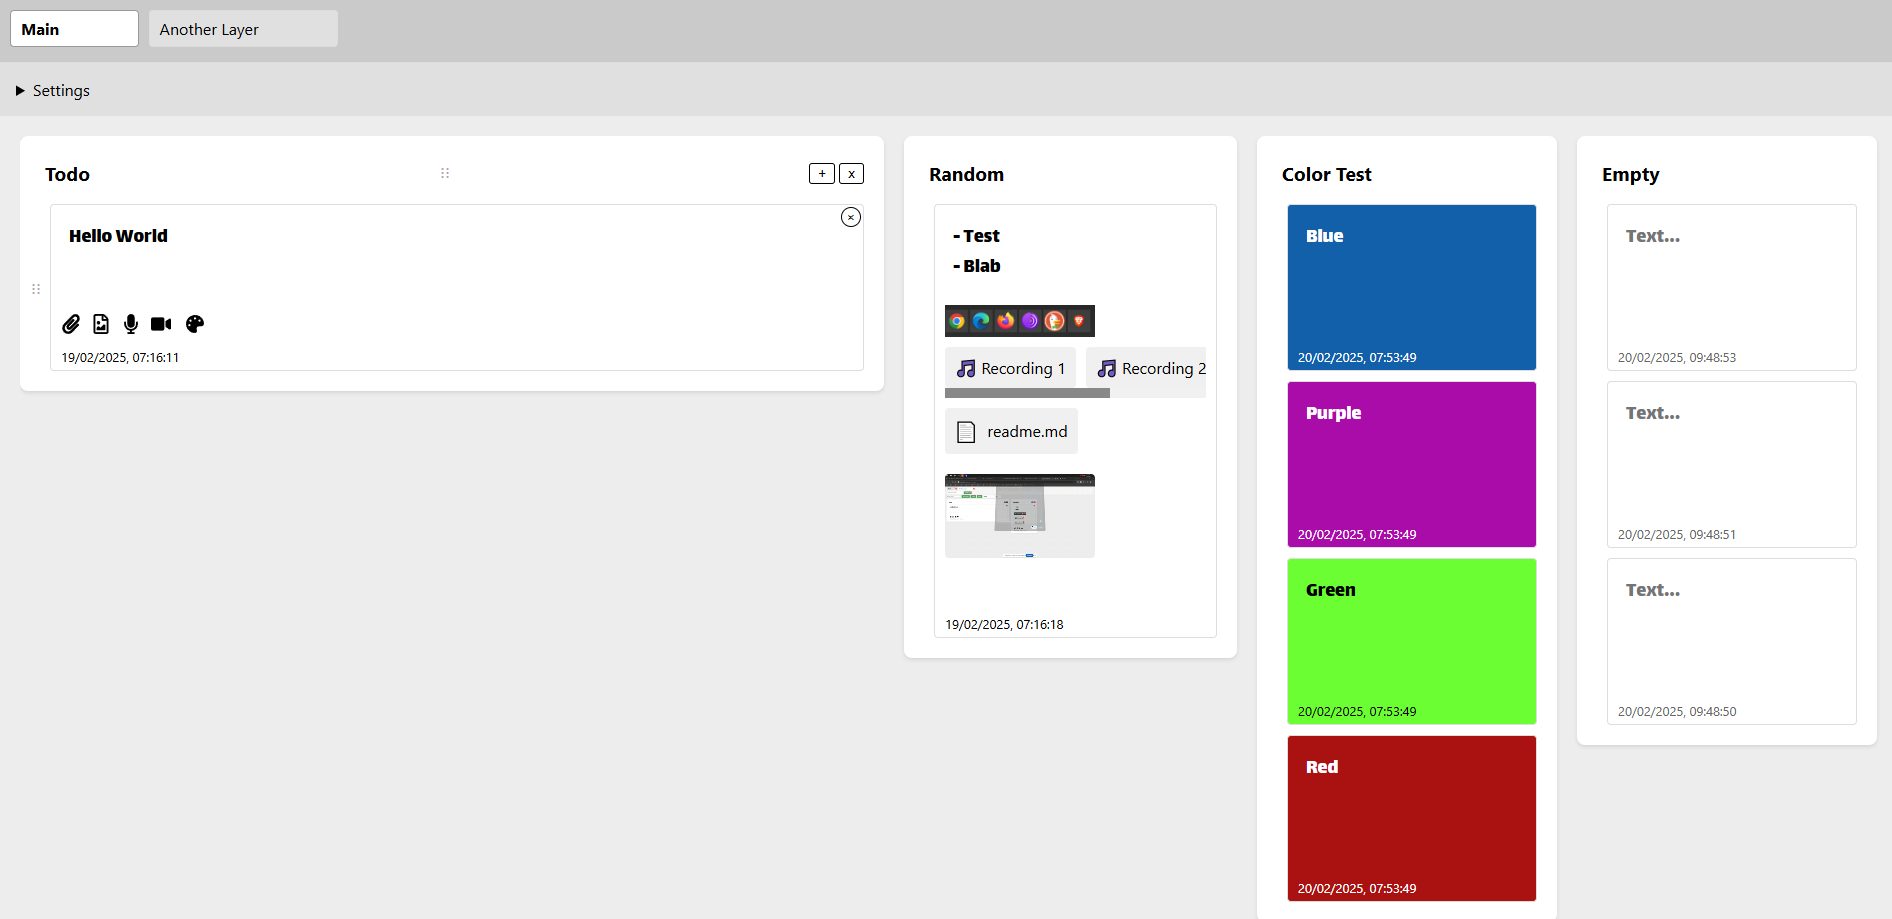 Main
Another Layer
Settings
Todo
+ x
×
Hello World
19/02/2025, 07:16:11
Random
- Test
- Blab
Recording 1
Recording 2
readme.md
19/02/2025, 07:16:18
Color Test
Blue
20/02/2025, 07:53:49
Purple
20/02/2025, 07:53:49
Green
20/02/2025, 07:53:49
Red
20/02/2025, 07:53:49
Empty
Text...
20/02/2025, 09:48:53
Text...
20/02/2025, 09:48:51
Text...
20/02/2025, 09:48:50